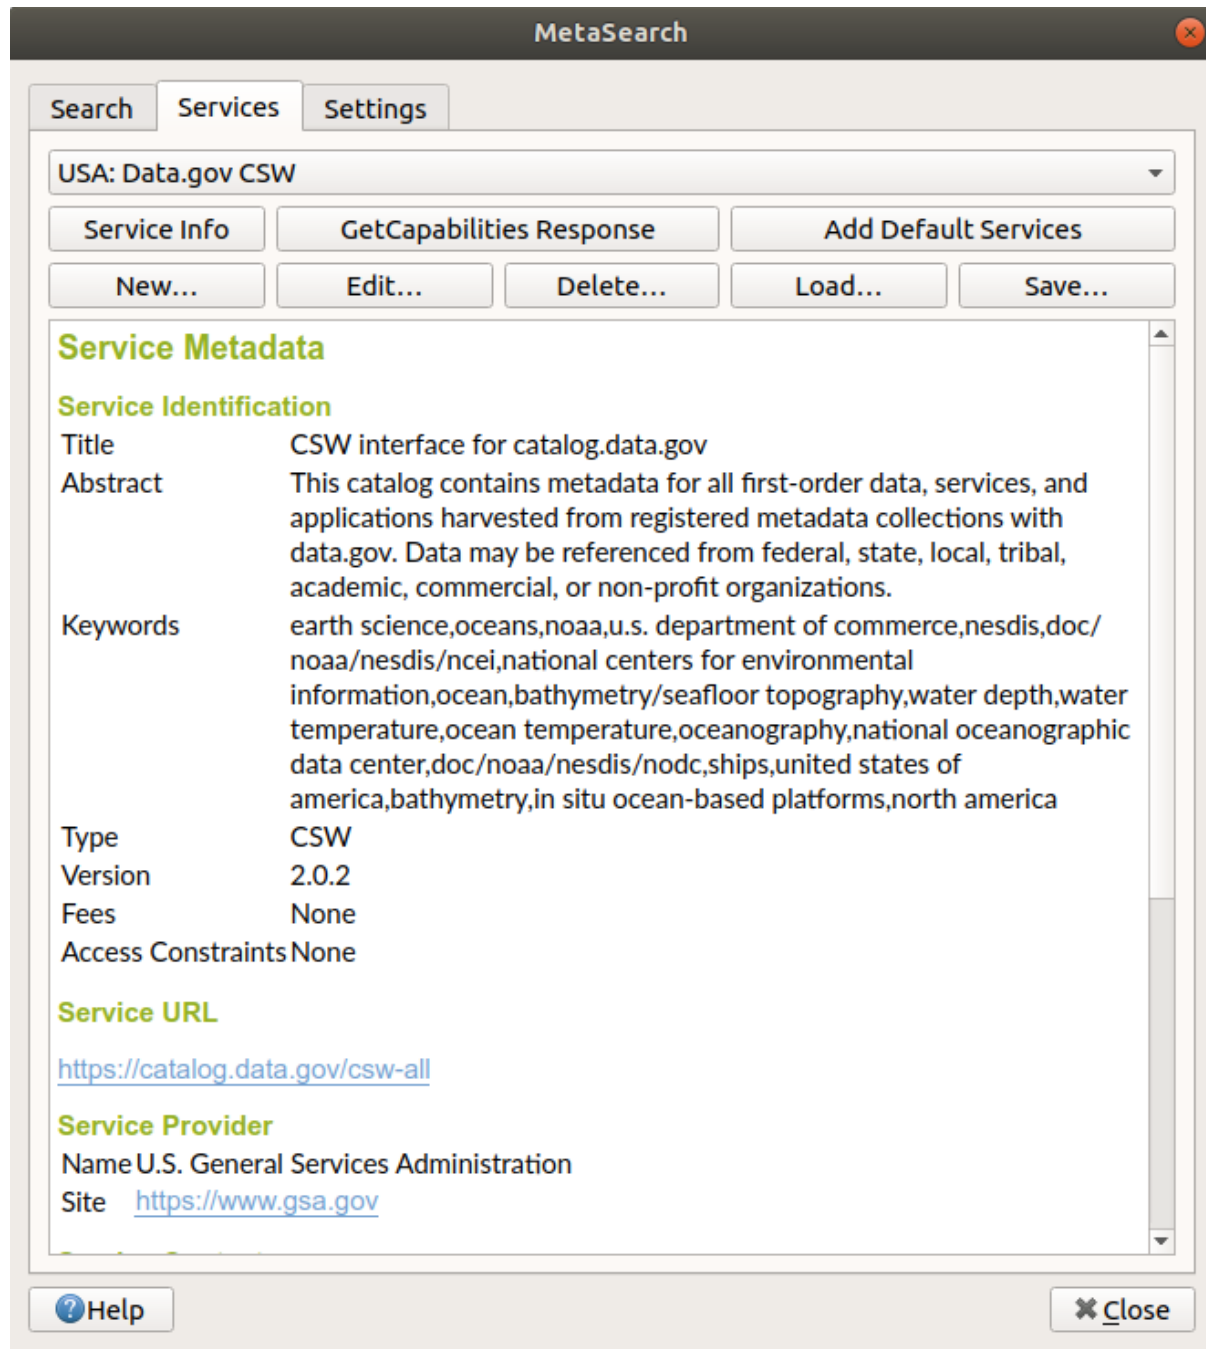 MetaSearch
Search Services Settings
USA: Data.gov CSW
Service Info GetCapabilities Response Add Default Services
New... Edit... Delete... Load... Save...
Service Metadata
Service Identification
Title CSW interface for catalog.data.gov
Abstract This catalog contains metadata for all first-order data, services, and
applications harvested from registered metadata collections with
data.gov. Data may be referenced from federal, state, local, tribal,
academic, commercial, or non-profit organizations.
Keywords earth science,oceans,noaa,u.s. department of commerce,nesdis,doc/
noaa/nesdis/ncei,national centers for environmental
information,ocean,bathymetry/seafloor topography,water depth,water
temperature,ocean temperature,oceanography,national oceanographic
data center,doc/noaa/nesdis/nodc,ships,united states of
america,bathymetry,in situ ocean-based platforms,north america
Type CSW
Version 2.0.2
Fees None
Access Constraints None
Service URL
https://catalog.data.gov/csw-all
Service Provider
Name U.S. General Services Administration
Site https://www.gsa.gov
Help Close